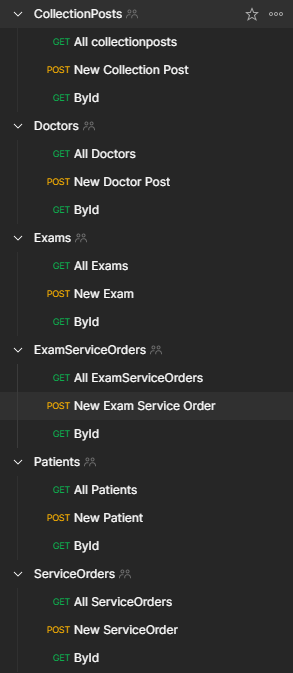 CollectionPosts
GET All collectionposts
POST New Collection Post
GET ById
Doctors
GET All Doctors
POST New Doctor Post
GET ById
Exams
GET All Exams
POST New Exam
GET ById
ExamServiceOrders
GET All ExamServiceOrders
POST New Exam Service Order
GET ById
Patients
GET All Patients
POST New Patient
GET ById
ServiceOrders
GET All ServiceOrders
POST New ServiceOrder
GET ById